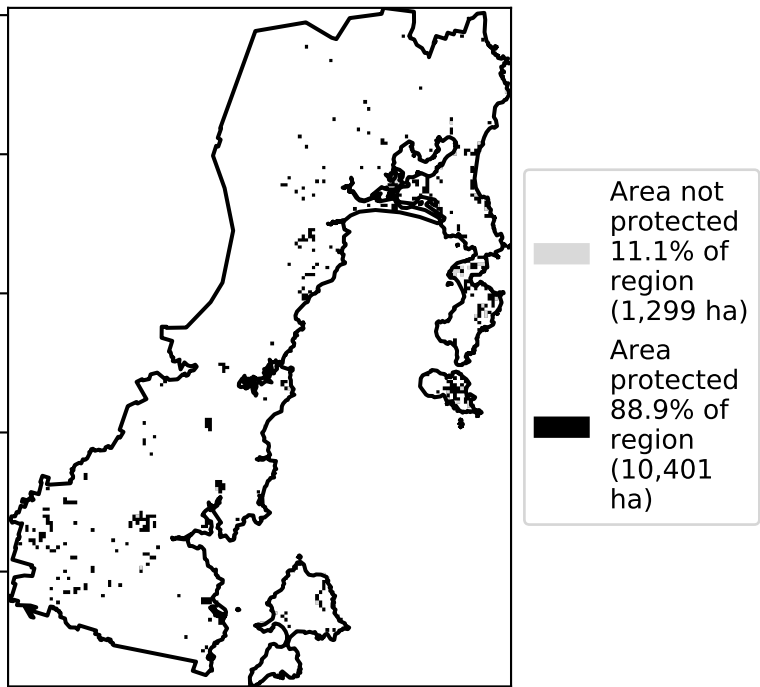 Area not
protected
11.1% of
region
(1,299 ha)
Area
protected
88.9% of
region
(10,401
ha)